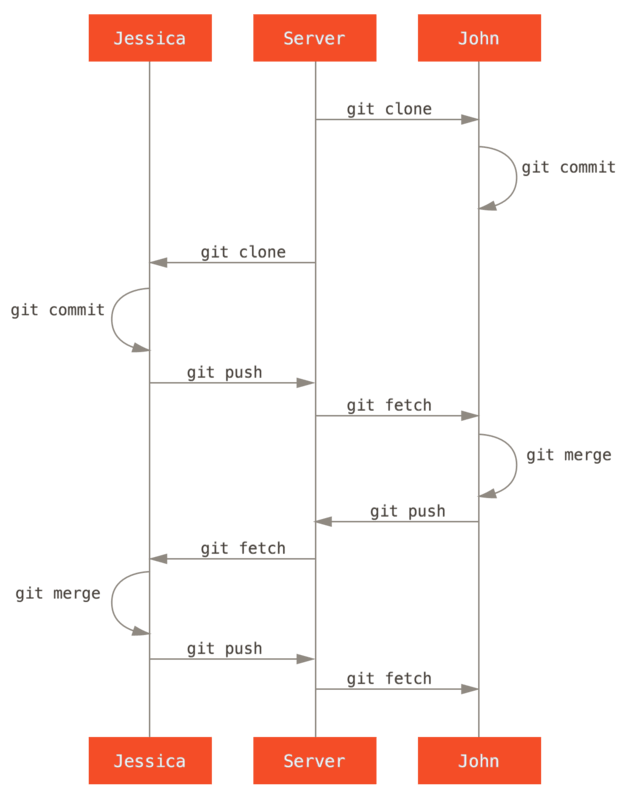 Jessica Server John
git clone
git commit
git clone
git commit
git push
git fetch
git merge
git push
git fetch
git merge
git push
git fetch
Jessica Server John